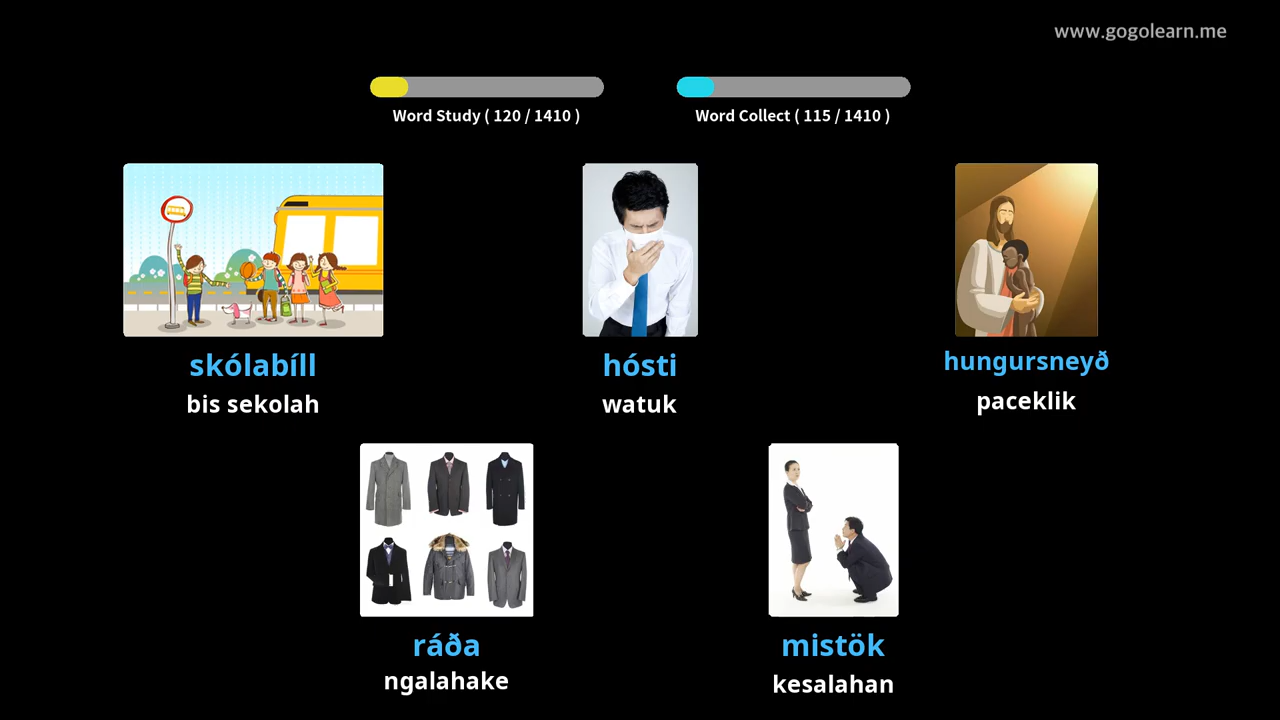 www.gogolearn.me
Word Study ( 120 / 1410 )
Word Collect ( 115 / 1410 )
skólabíll
bis sekolah
hósti
watuk
hungursneyð
paceklik
ráða
ngalahake
mistök
kesalahan